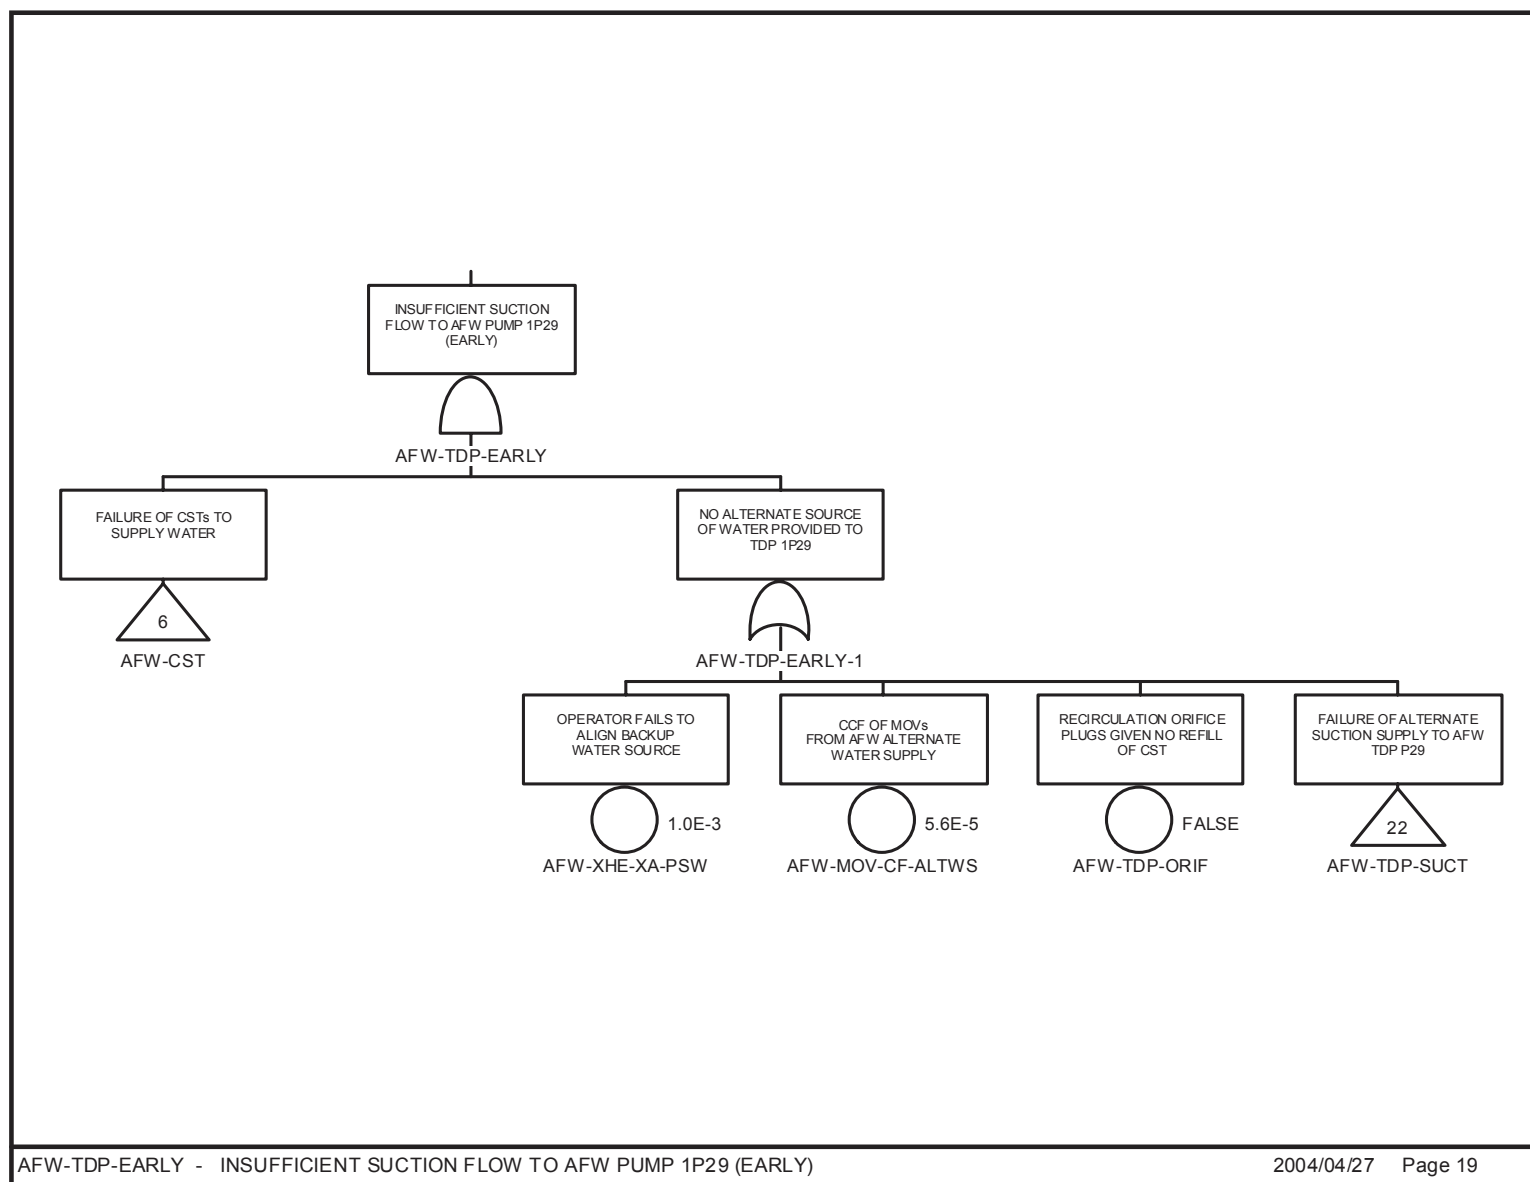 INSUFFICIENT SUCTION
FLOW TO AFW PUMP 1P29
(EARLY)
AFW-TDP-EARLY
FAILURE OF CSTs TO
SUPPLY WATER
6
AFW-CST
NO ALTERNATE SOURCE
OF WATER PROVIDED TO
TDP 1P29
AFW-TDP-EARLY-1
OPERATOR FAILS TO
ALIGN BACKUP
WATER SOURCE
1.0E-3
AFW-XHE-XA-PSW
CCF OF MOVs
FROM AFW ALTERNATE
WATER SUPPLY
5.6E-5
AFW-MOV-CF-ALTWS
RECIRCULATION ORIFICE
PLUGS GIVEN NO REFILL
OF CST
FALSE
AFW-TDP-ORIF
FAILURE OF ALTERNATE
SUCTION SUPPLY TO AFW
TDP P29
22
AFW-TDP-SUCT
AFW-TDP-EARLY - INSUFFICIENT SUCTION FLOW TO AFW PUMP 1P29 (EARLY)
2004/04/27 Page 19